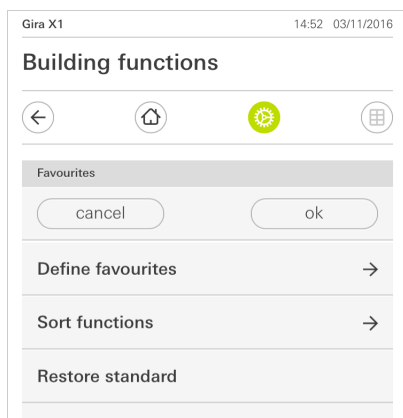 Gira X1 14:52 03/11/2016
Building functions
Favourites
cancel ok
Define favourites
Sort functions
Restore standard